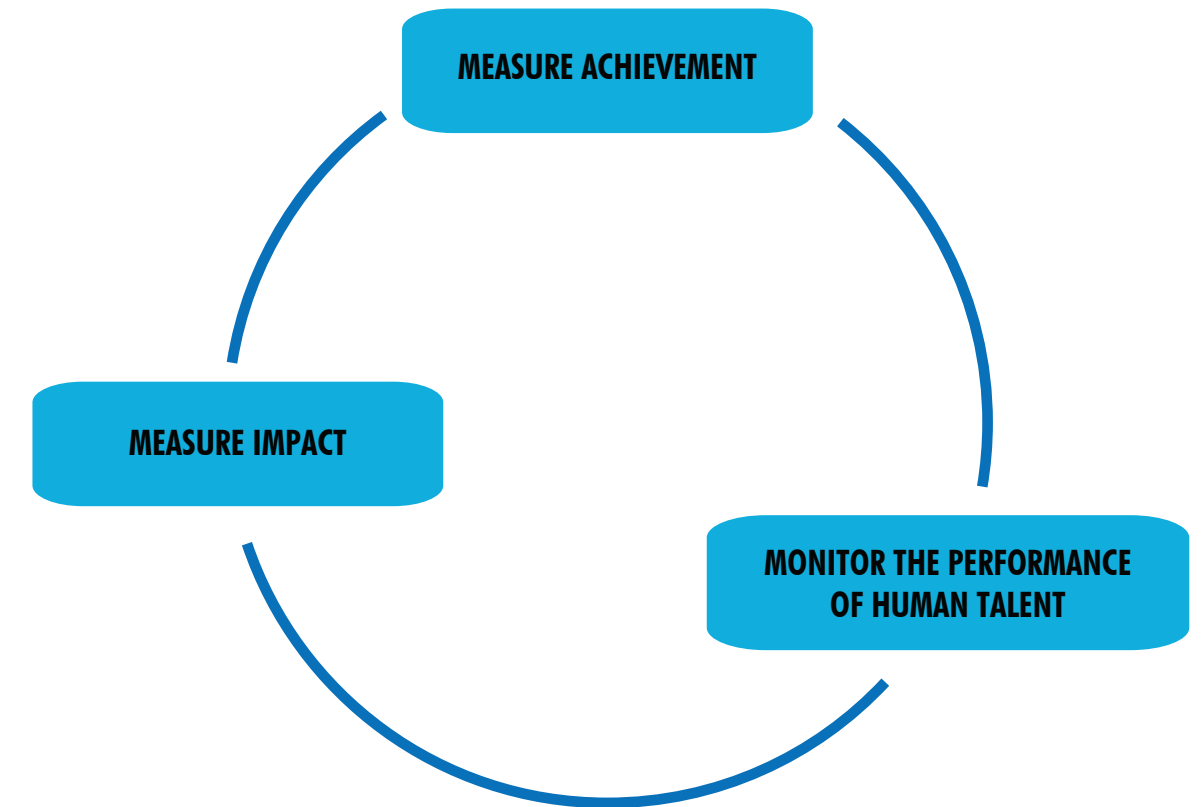 MEASURE ACHIEVEMENT
MEASURE IMPACT
MONITOR THE PERFORMANCE
OF HUMAN TALENT